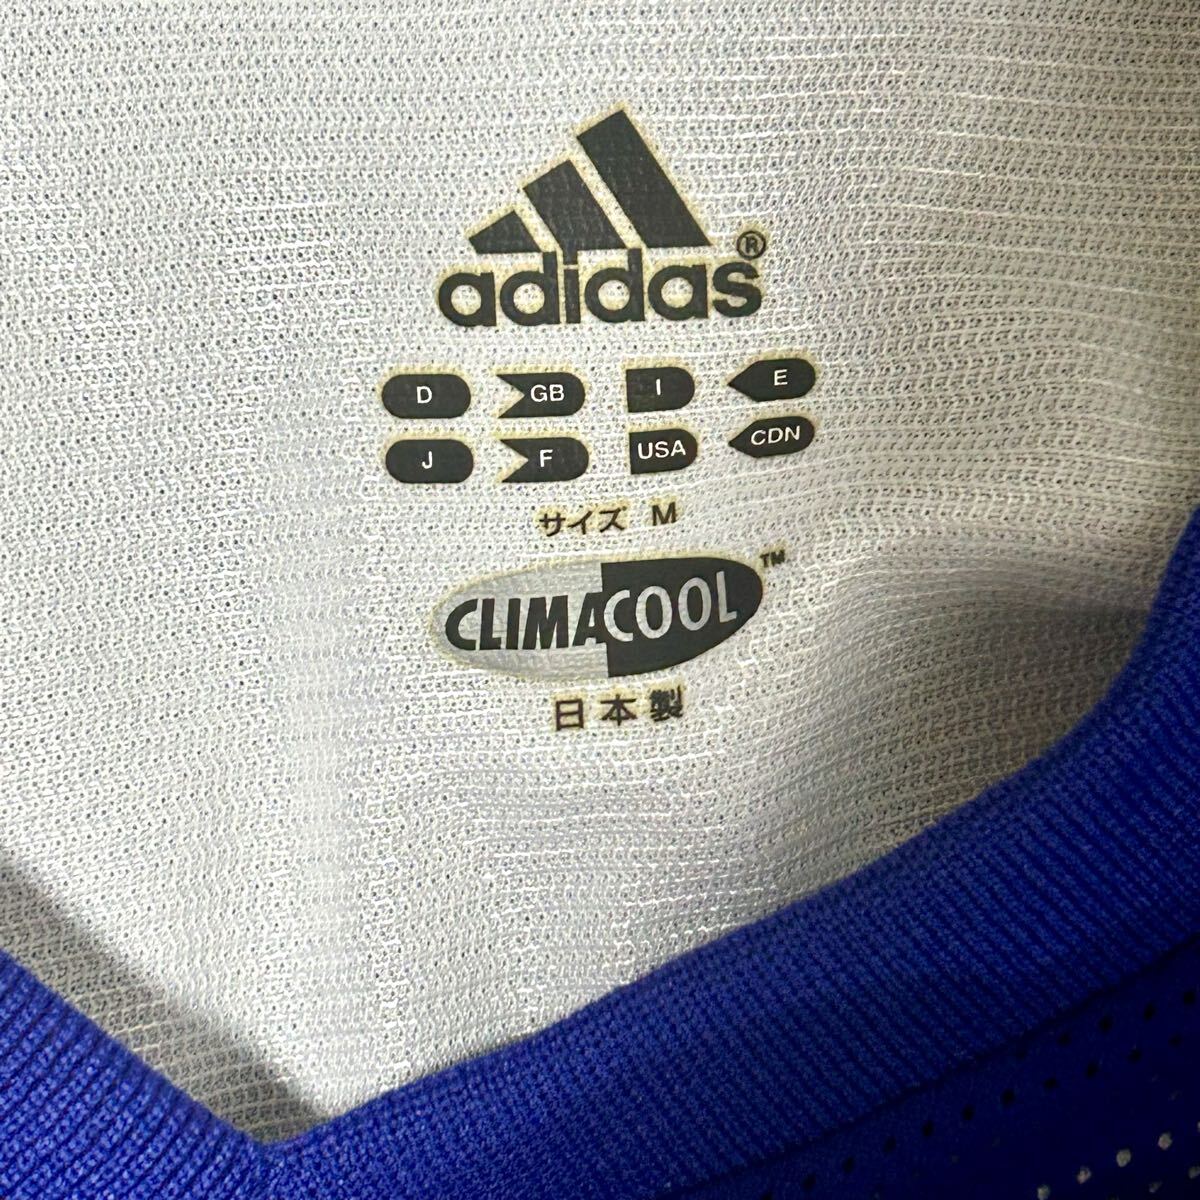 adidas®
D GB I E
J F USA CDN
サイズ M
CLIMACOOL™
日本製